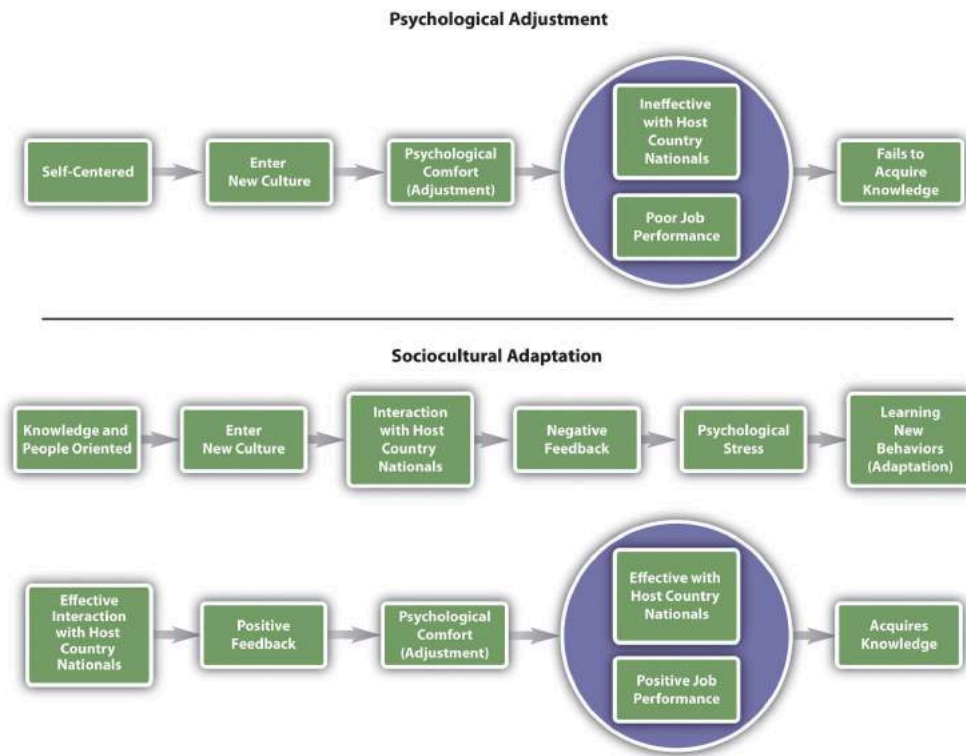 Psychological Adjustment
Self-Centered
Enter
New Culture
Psychological
Comfort
(Adjustment)
Ineffective
with Host
Country
Nationals
Poor Job
Performance
Fails to
Acquire
Knowledge
Sociocultural Adaptation
Knowledge and
People Oriented
Enter
New Culture
Interaction
with Host
Country
Nationals
Negative
Feedback
Psychological
Stress
Learning
New
Behaviors
(Adaptation)
Effective
Interaction
with Host
Country
Nationals
Positive
Feedback
Psychological
Comfort
(Adjustment)
Effective with
Host Country
Nationals
Positive Job
Performance
Acquires
Knowledge